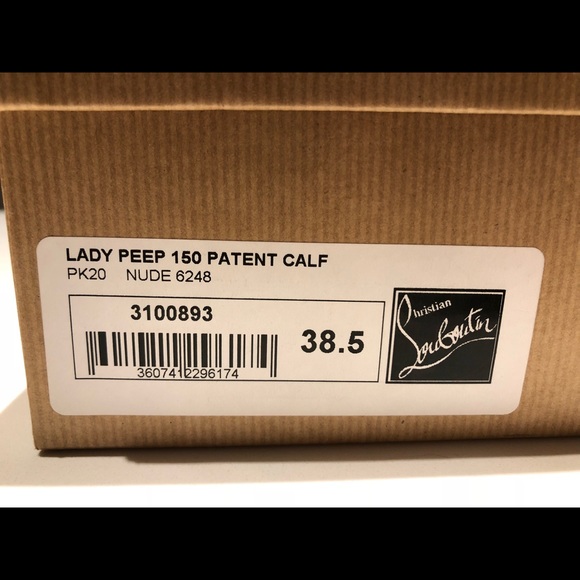 LADY PEEP 150 PATENT CALF
PK20 NUDE 6248
3100893
3607412296174
38.5
Christian
Louboutin